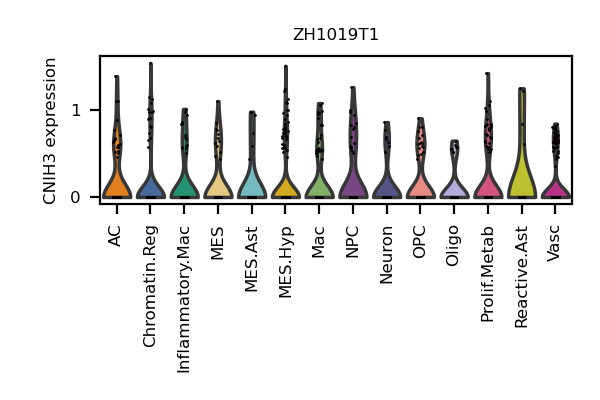 ZH1019T1
CNIH3 expression
1
0
AC
Chromatin.Reg
Inflammatory.Mac
MES
MES.Ast
MES.Hyp
Mac
NPC
Neuron
OPC
Oligo
Prolif.Metab
Reactive.Ast
Vasc